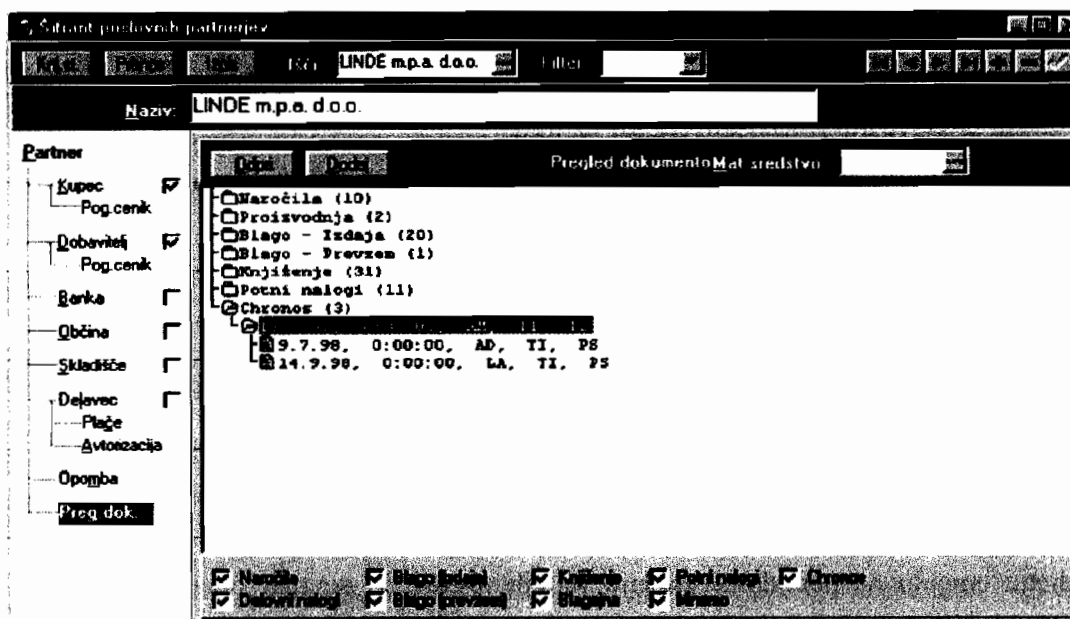 Šifrant poslovnih partnerjev
Išči LINDE m.p.a. d.o.o. Filter
Naziv: LINDE m.p.a. d.o.o.
Partner
Kupec
Pog.cenik
Dobavitelj
Pog.cenik
Banka
Občina
Skladišče
Delavec
Plače
Avtorizacija
Opomba
Preg. dok.
Odpri Dodaj Pregled dokumento Mat sredstvo
Naročila (10)
Proizvodnja (2)
Blago - Izdaja (20)
Blago - Prevzem (1)
Knjiženje (31)
Potni nalogi (11)
Chronos (3)
9.7.98, 0:00:00, AD, TI, PS
14.9.98, 0:00:00, LA, TI, PS
Naročila Blago (izdaja) Knjiženje Potni nalogi Chronos
Delovni nalogi Blago (prevzem) Blagajna